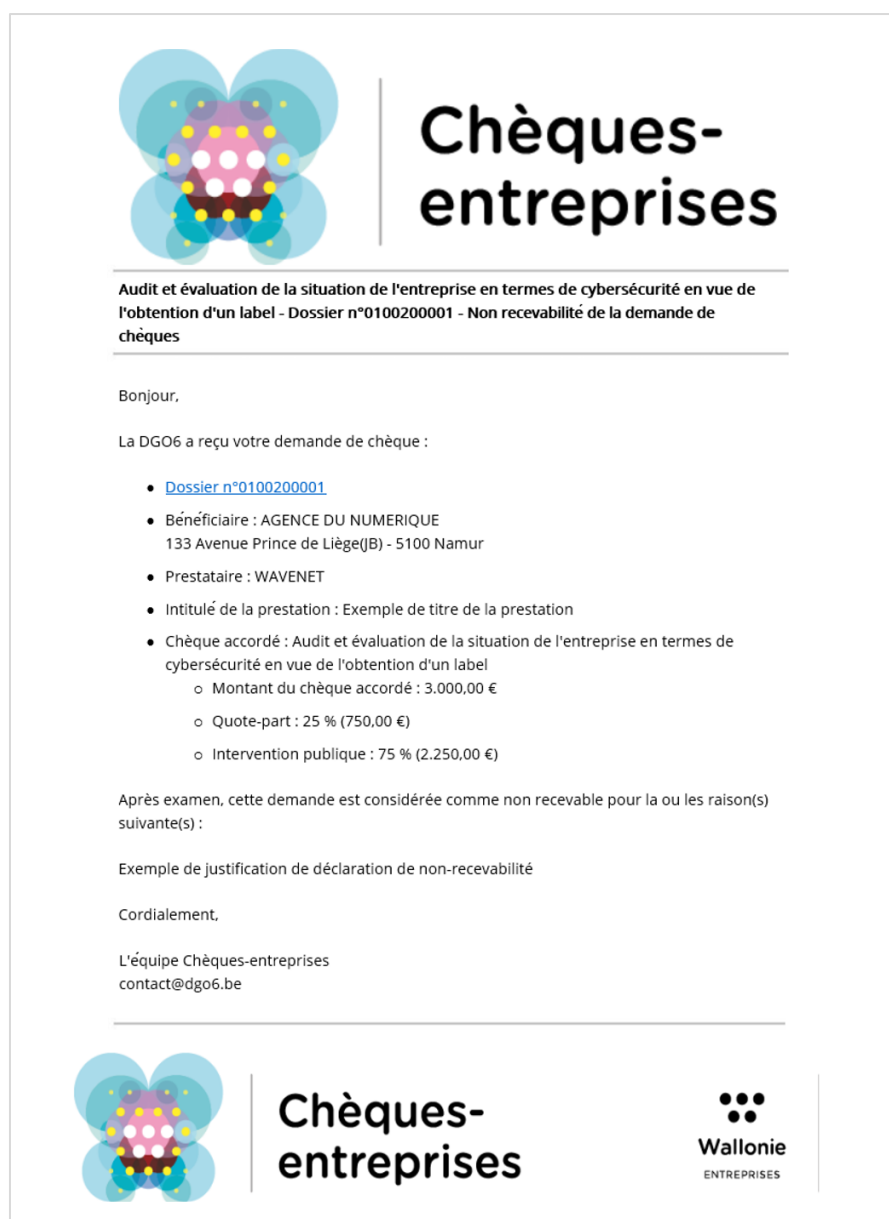 Chèques-
entreprises
Audit et évaluation de la situation de l'entreprise en termes de cybersécurité en vue de
l'obtention d'un label - Dossier n°0100200001 - Non recevabilité de la demande de
chèques
Bonjour,
La DGO6 a reçu votre demande de chèque :
• Dossier n°0100200001
• Bénéficiaire : AGENCE DU NUMERIQUE
133 Avenue Prince de Liège(JB) - 5100 Namur
• Prestataire : WAVENET
• Intitulé de la prestation : Exemple de titre de la prestation
• Chèque accordé : Audit et évaluation de la situation de l'entreprise en termes de
cybersécurité en vue de l'obtention d'un label
o Montant du chèque accordé : 3.000,00 €
o Quote-part : 25 % (750,00 €)
o Intervention publique : 75 % (2.250,00 €)
Après examen, cette demande est considérée comme non recevable pour la ou les raison(s)
suivante(s) :
Exemple de justification de déclaration de non-recevabilité
Cordialement,
L'équipe Chèques-entreprises
contact@dgo6.be
Chèques-
entreprises
Wallonie
ENTREPRISES